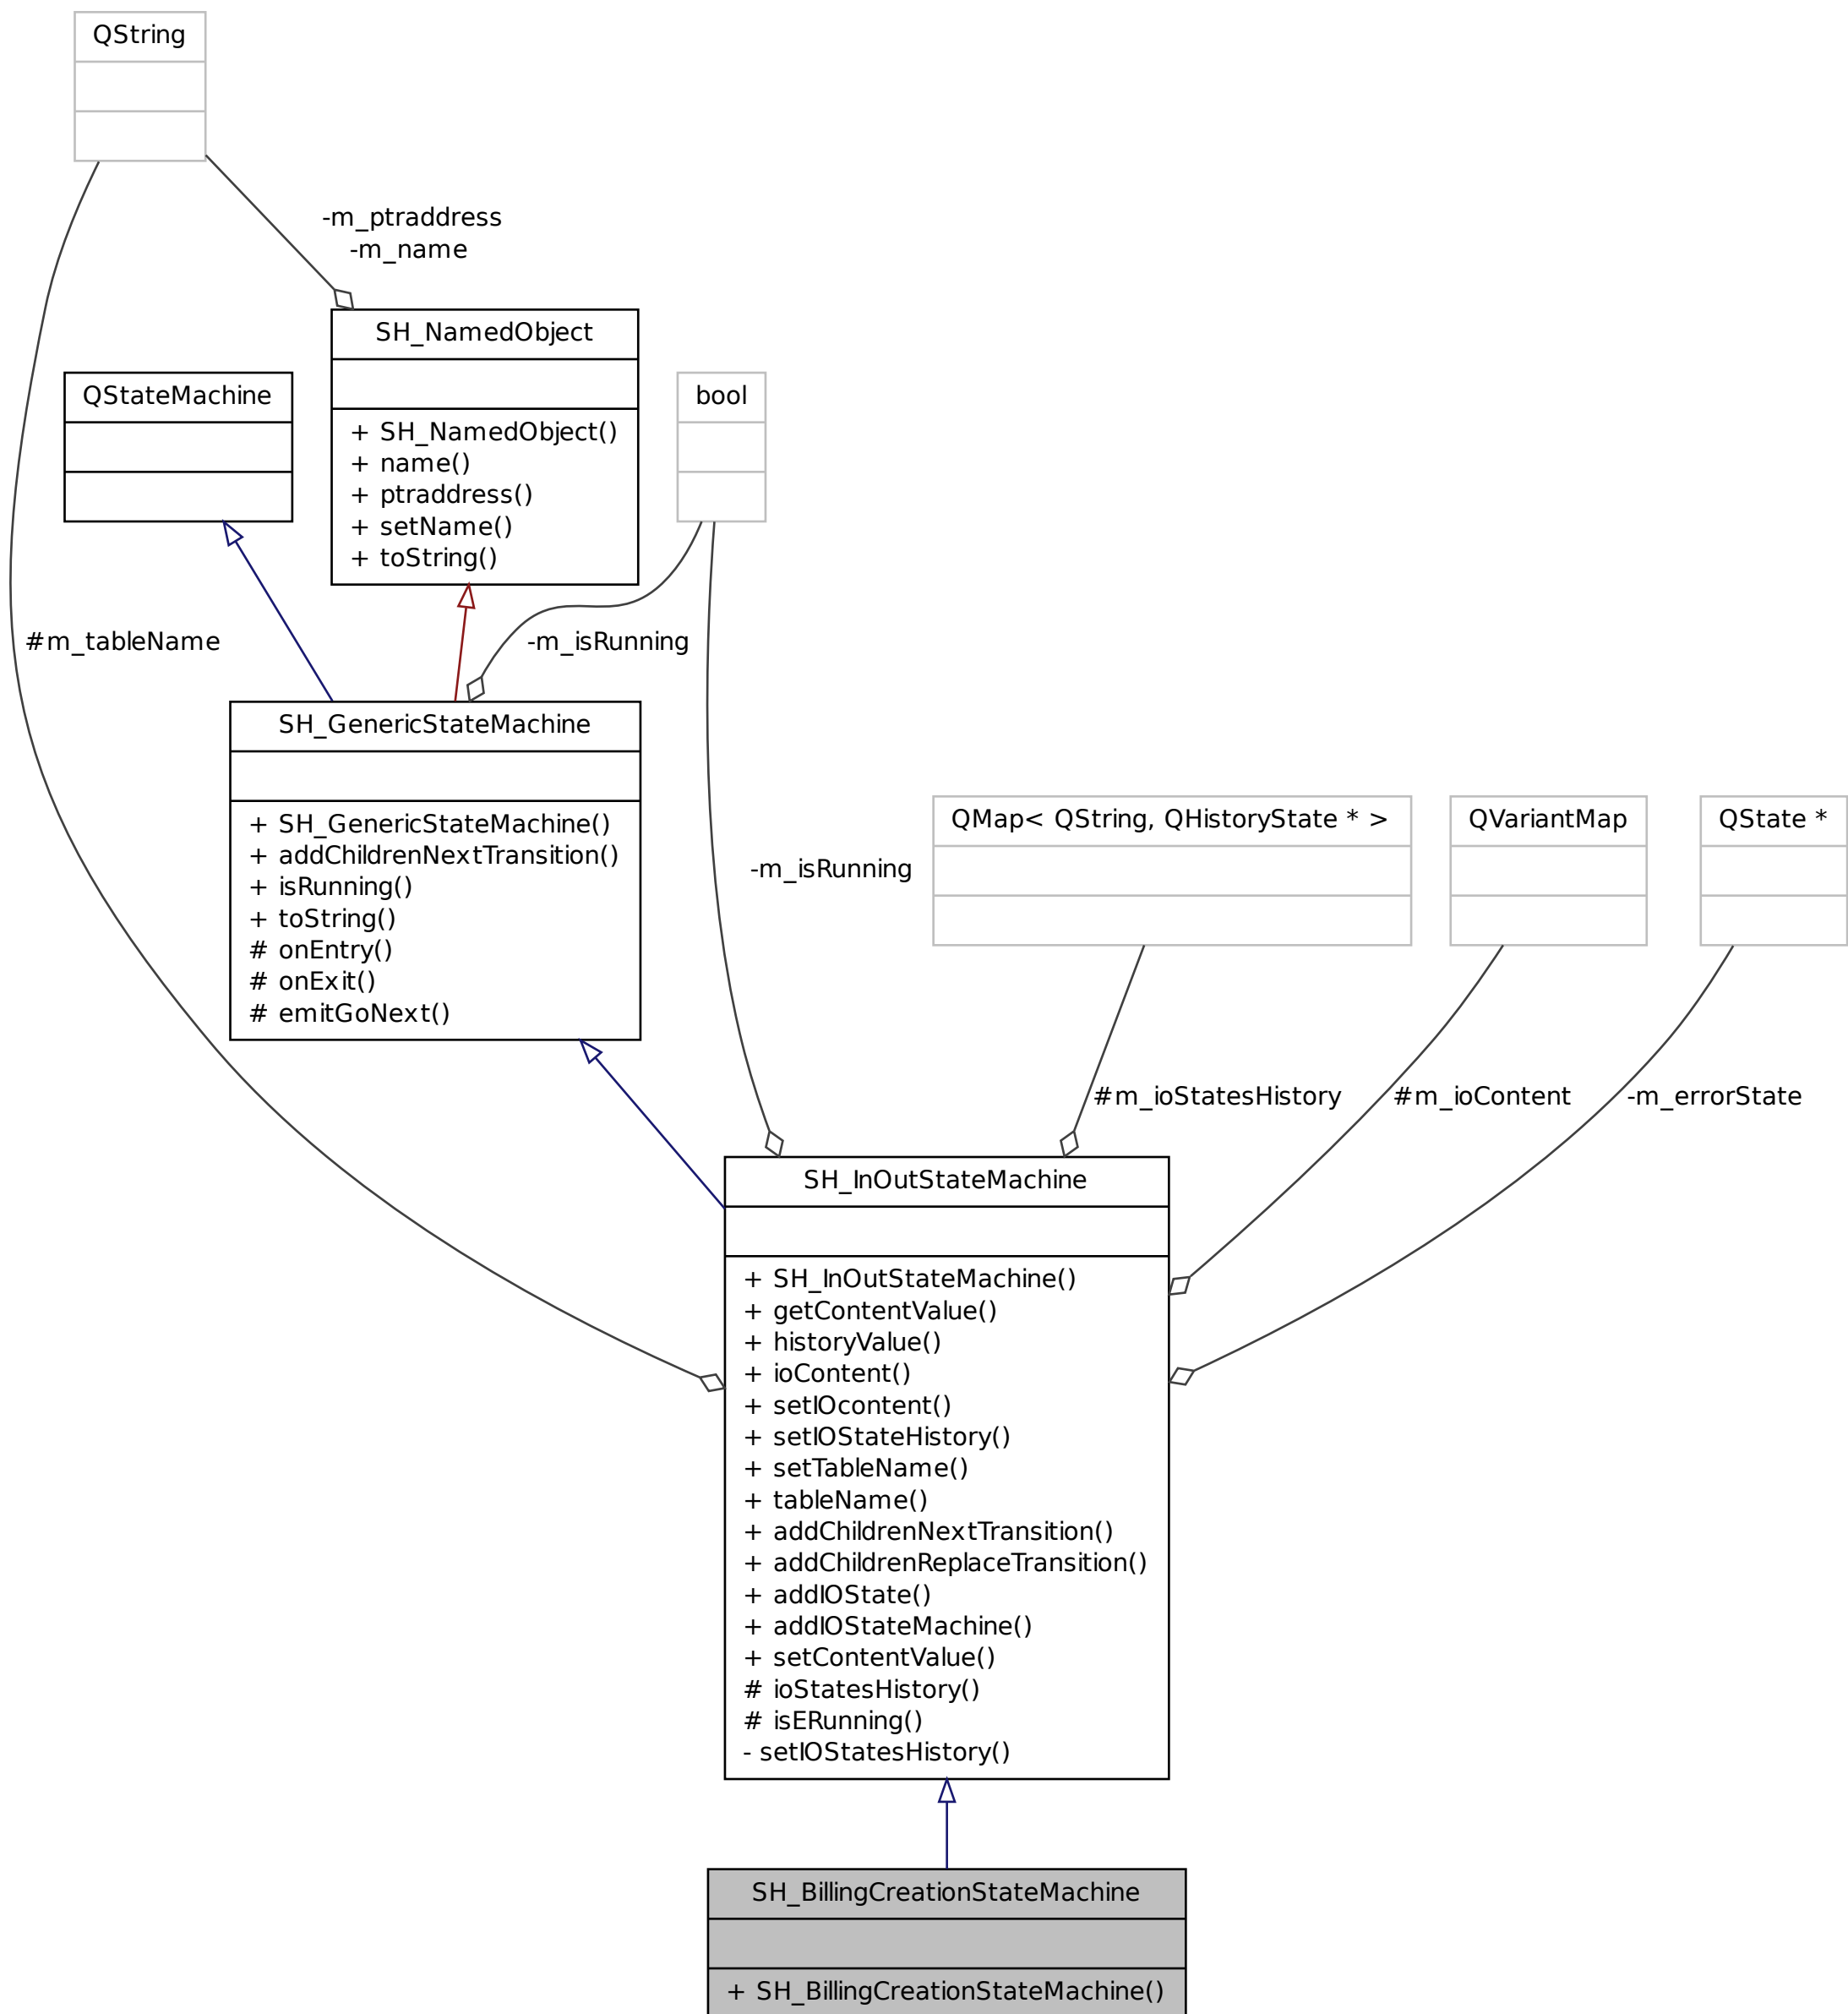 QString
-m_ptraddress
-m_name
SH_NamedObject
+ SH_NamedObject()
+ name()
+ ptraddress()
+ setName()
+ toString()
QStateMachine
bool
#m_tableName
-m_isRunning
SH_GenericStateMachine
+ SH_GenericStateMachine()
+ addChildrenNextTransition()
+ isRunning()
+ toString()
# onEntry()
# onExit()
# emitGoNext()
-m_isRunning
QMap< QString, QHistoryState * >
QVariantMap
QState *
#m_ioStatesHistory
#m_ioContent
-m_errorState
SH_InOutStateMachine
+ SH_InOutStateMachine()
+ getContentValue()
+ historyValue()
+ ioContent()
+ setIOcontent()
+ setIOStateHistory()
+ setTableName()
+ tableName()
+ addChildrenNextTransition()
+ addChildrenReplaceTransition()
+ addIOState()
+ addIOStateMachine()
+ setContentValue()
# ioStatesHistory()
# isERunning()
- setIOStatesHistory()
SH_BillingCreationStateMachine
+ SH_BillingCreationStateMachine()